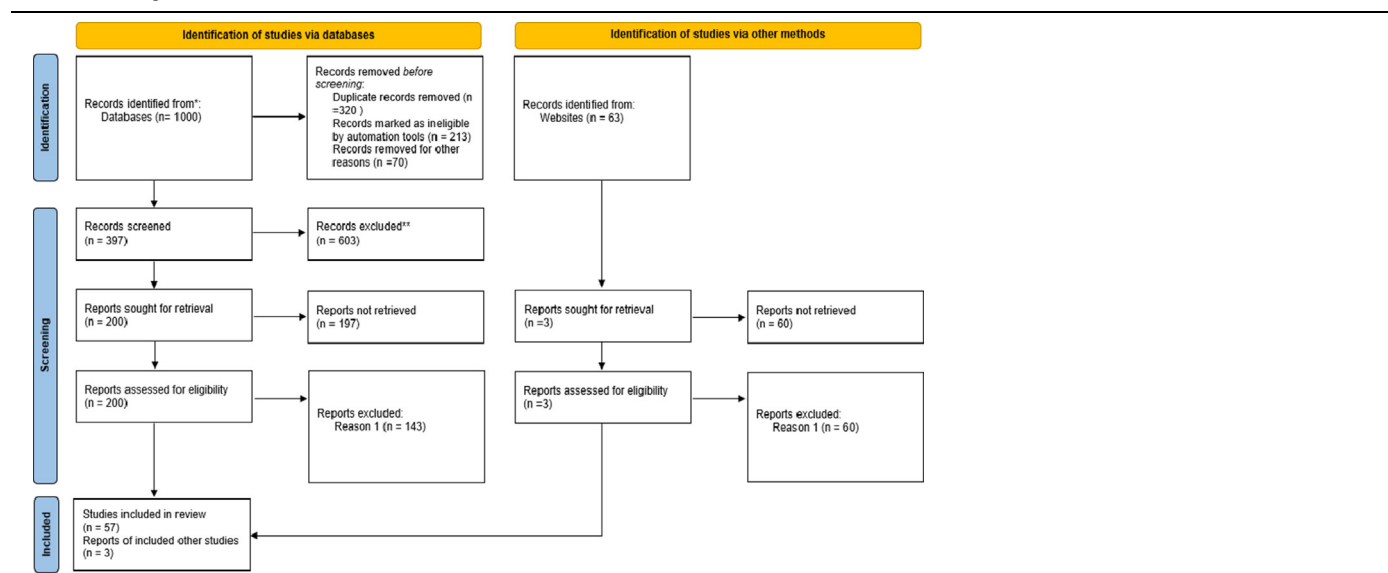 Identification of studies via databases
Identification of studies via other methods
Identification
Records identified from*:
Databases (n= 1000)
Records removed before
screening:
Duplicate records removed (n
=320 )
Records marked as ineligible
by automation tools (n = 213)
Records removed for other
reasons (n =70)
Records identified from:
Websites (n = 63)
Screening
Records screened
(n = 397)
Records excluded**
(n = 603)
Reports sought for retrieval
(n = 200)
Reports not retrieved
(n = 197)
Reports sought for retrieval
(n =3)
Reports not retrieved
(n = 60)
Reports assessed for eligibility
(n = 200)
Reports excluded:
Reason 1 (n = 143)
Reports assessed for eligibility
(n =3)
Reports excluded:
Reason 1 (n = 60)
Included
Studies included in review
(n = 57)
Reports of included other studies
(n = 3)